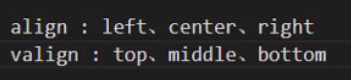 align : left、center、right
valign : top、middle、bottom